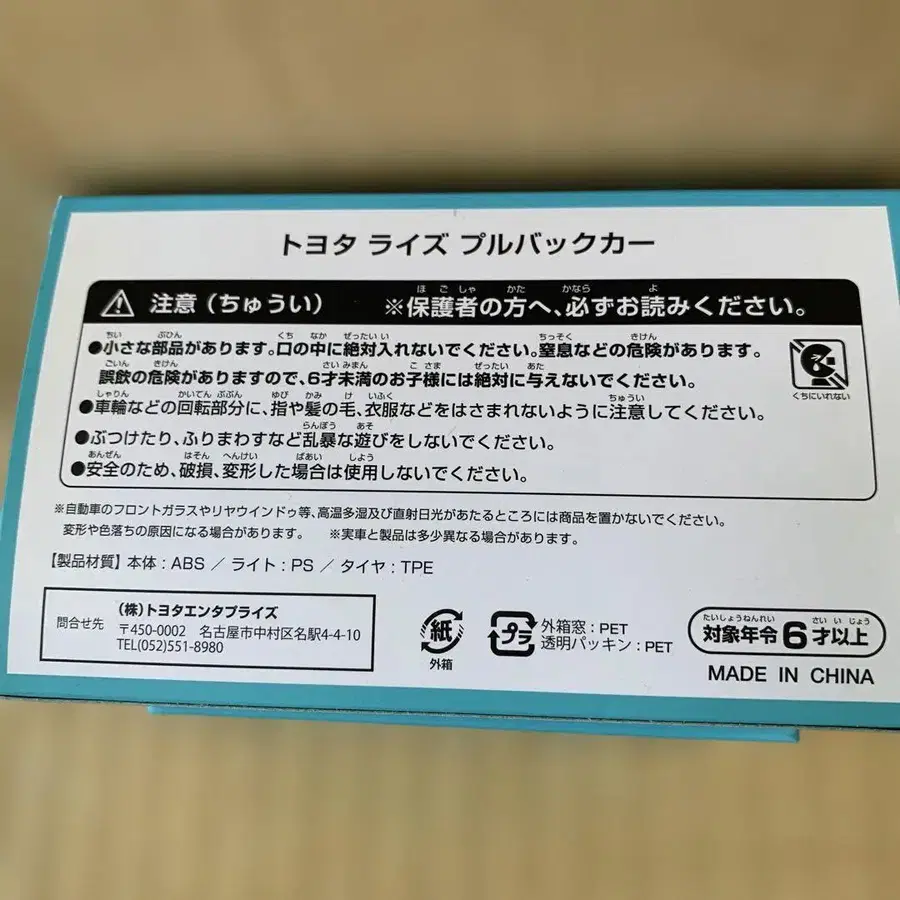 トヨタ ライズ プルバックカー
注意（ちゅうい） ※保護者の方へ、必ずお読みください。
●小さな部品があります。口の中に絶対入れないでください。窒息などの危険があります。
誤飲の危険がありますので、6才未満のお子様には絶対に与えないでください。
●車輪などの回転部分に、指や髪の毛、衣服などをはさまれないように注意してください。
●ぶつけたり、ふりまわすなど乱暴な遊びをしないでください。
●安全のため、破損、変形した場合は使用しないでください。
くちにいれない
※自動車のフロントガラスやリヤウインドゥ等、高温多湿及び直射日光があたるところには商品を置かないでください。
変形や色落ちの原因になる場合があります。 ※実車と製品は多少異なる場合があります。
【製品材質】本体：ABS ／ ライト：PS ／ タイヤ：TPE
問合せ先
（株）トヨタエンタプライズ
〒450-0002 名古屋市中村区名駅4-4-10
TEL(052)551-8980
紙
外箱
プラ
外箱窓：PET
透明パッキン：PET
対象年令6才以上
MADE IN CHINA